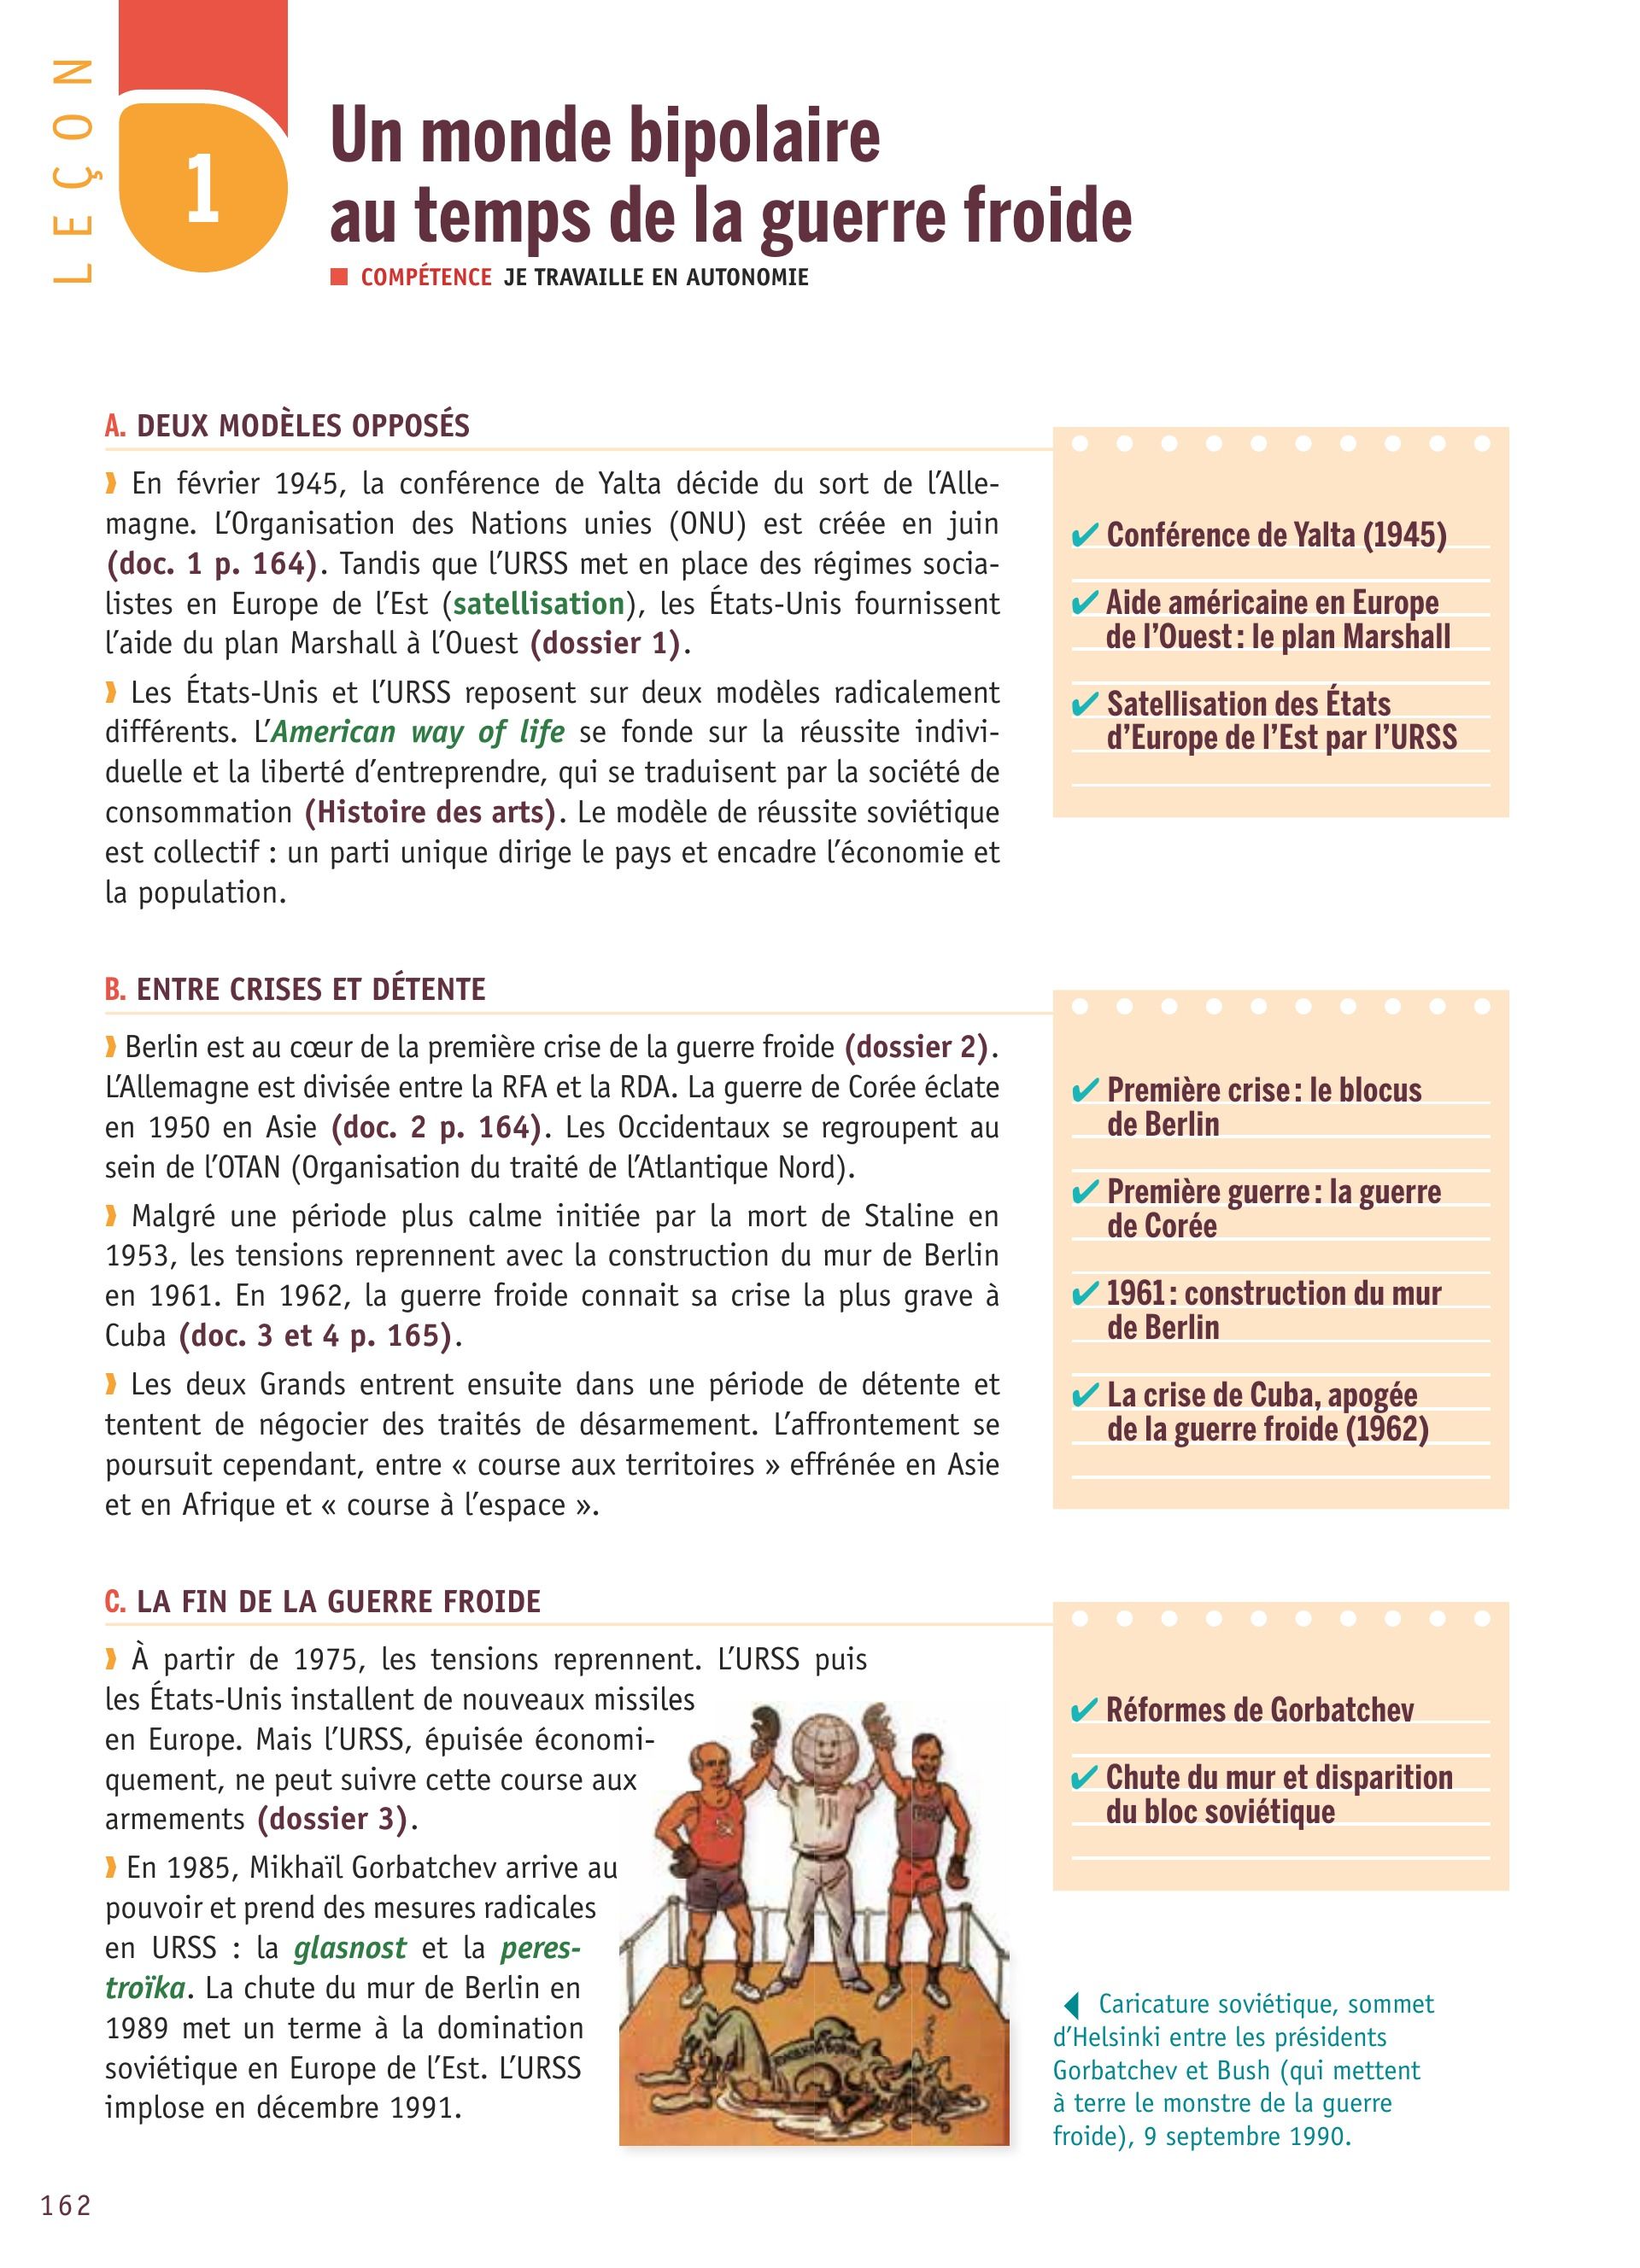 LEÇON
1
Un monde bipolaire
au temps de la guerre froide
COMPÉTENCE JE TRAVAILLE EN AUTONOMIE
A. DEUX MODÈLES OPPOSÉS
En février 1945, la conférence de Yalta décide du sort de l’Alle-
magne. L’Organisation des Nations unies (ONU) est créée en juin
(doc. 1 p. 164). Tandis que l’URSS met en place des régimes socia-
listes en Europe de l’Est (satellisation), les États-Unis fournissent
l’aide du plan Marshall à l’Ouest (dossier 1).
Les États-Unis et l’URSS reposent sur deux modèles radicalement
différents. L’American way of life se fonde sur la réussite indivi-
duelle et la liberté d’entreprendre, qui se traduisent par la société de
consommation (Histoire des arts). Le modèle de réussite soviétique
est collectif : un parti unique dirige le pays et encadre l’économie et
la population.
✔ Conférence de Yalta (1945)
✔ Aide américaine en Europe
de l’Ouest : le plan Marshall
✔ Satellisation des États
d’Europe de l’Est par l’URSS
B. ENTRE CRISES ET DÉTENTE
Berlin est au cœur de la première crise de la guerre froide (dossier 2).
L’Allemagne est divisée entre la RFA et la RDA. La guerre de Corée éclate
en 1950 en Asie (doc. 2 p. 164). Les Occidentaux se regroupent au
sein de l’OTAN (Organisation du traité de l’Atlantique Nord).
Malgré une période plus calme initiée par la mort de Staline en
1953, les tensions reprennent avec la construction du mur de Berlin
en 1961. En 1962, la guerre froide connait sa crise la plus grave à
Cuba (doc. 3 et 4 p. 165).
Les deux Grands entrent ensuite dans une période de détente et
tentent de négocier des traités de désarmement. L’affrontement se
poursuit cependant, entre « course aux territoires » effrénée en Asie
et en Afrique et « course à l’espace ».
✔ Première crise : le blocus
de Berlin
✔ Première guerre : la guerre
de Corée
✔ 1961 : construction du mur
de Berlin
✔ La crise de Cuba, apogée
de la guerre froide (1962)
C. LA FIN DE LA GUERRE FROIDE
À partir de 1975, les tensions reprennent. L’URSS puis
les États-Unis installent de nouveaux missiles
en Europe. Mais l’URSS, épuisée économi-
quement, ne peut suivre cette course aux
armements (dossier 3).
En 1985, Mikhaïl Gorbatchev arrive au
pouvoir et prend des mesures radicales
en URSS : la glasnost et la peres-
troïka. La chute du mur de Berlin en
1989 met un terme à la domination
soviétique en Europe de l’Est. L’URSS
implose en décembre 1991.
✔ Réformes de Gorbatchev
✔ Chute du mur et disparition
du bloc soviétique
Caricature soviétique, sommet
d’Helsinki entre les présidents
Gorbatchev et Bush (qui mettent
à terre le monstre de la guerre
froide), 9 septembre 1990.
162